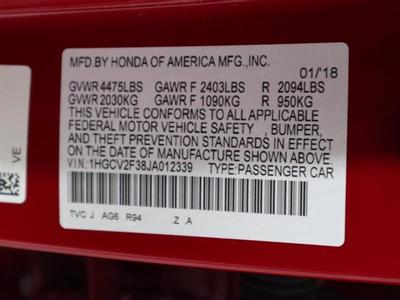 MFD.BY HONDA OF AMERICA MFG.,INC.
01/'18
GVWR 4475LBS GAWR F 2403LBS R 2094LBS
GVWR 2030KG GAWR F 1090KG R 950KG
THIS VEHICLE CONFORMS TO ALL APPLICABLE
FEDERAL MOTOR VEHICLE SAFETY , BUMPER,
AND THEFT PREVENTION STANDARDS IN EFFECT
ON THE DATE OF MANUFACTURE SHOWN ABOVE.
V I N:1HGCV2F38JA012339 TYPE:PASSENGER CAR
TVC J AG6 R94 Z A
VE